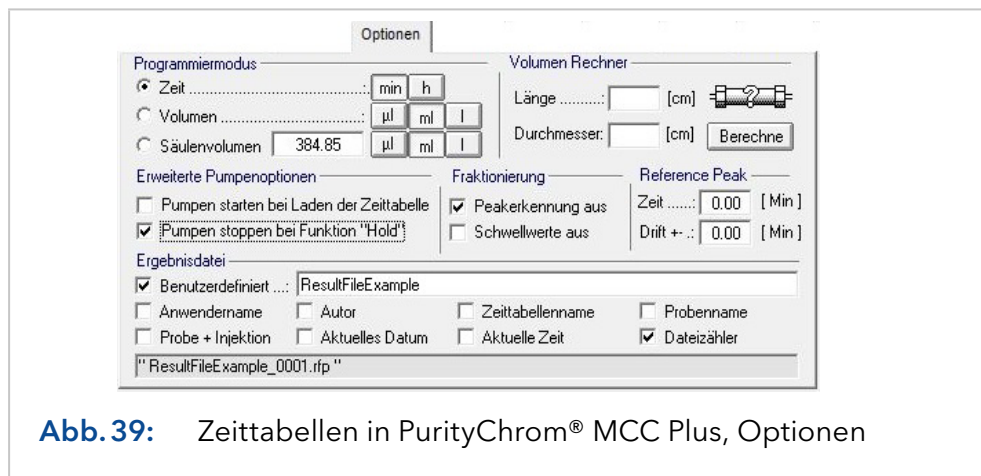 Optionen
Programmiermodus
Zeit ........................................: min h
Volumen ................................: µl ml l
Säulenvolumen 384.85 µl ml l
Volumen Rechner
Länge ..........: [cm] ?
Durchmesser: [cm] Berechne
Erweiterte Pumpenoptionen
Pumpen starten bei Laden der Zeittabelle
Pumpen stoppen bei Funktion "Hold"
Fraktionierung
Peakerkennung aus
Schwellwerte aus
Reference Peak
Zeit ......: 0.00 [ Min ]
Drift +- .: 0.00 [ Min ]
Ergebnisdatei
Benutzerdefiniert ...: ResultFileExample
Anwendername Autor Zeittabellenname Probenname
Probe + Injektion Aktuelles Datum Aktuelle Zeit Dateizähler
" ResultFileExample_0001.rfp "
Abb. 39: Zeittabellen in PurityChrom® MCC Plus, Optionen